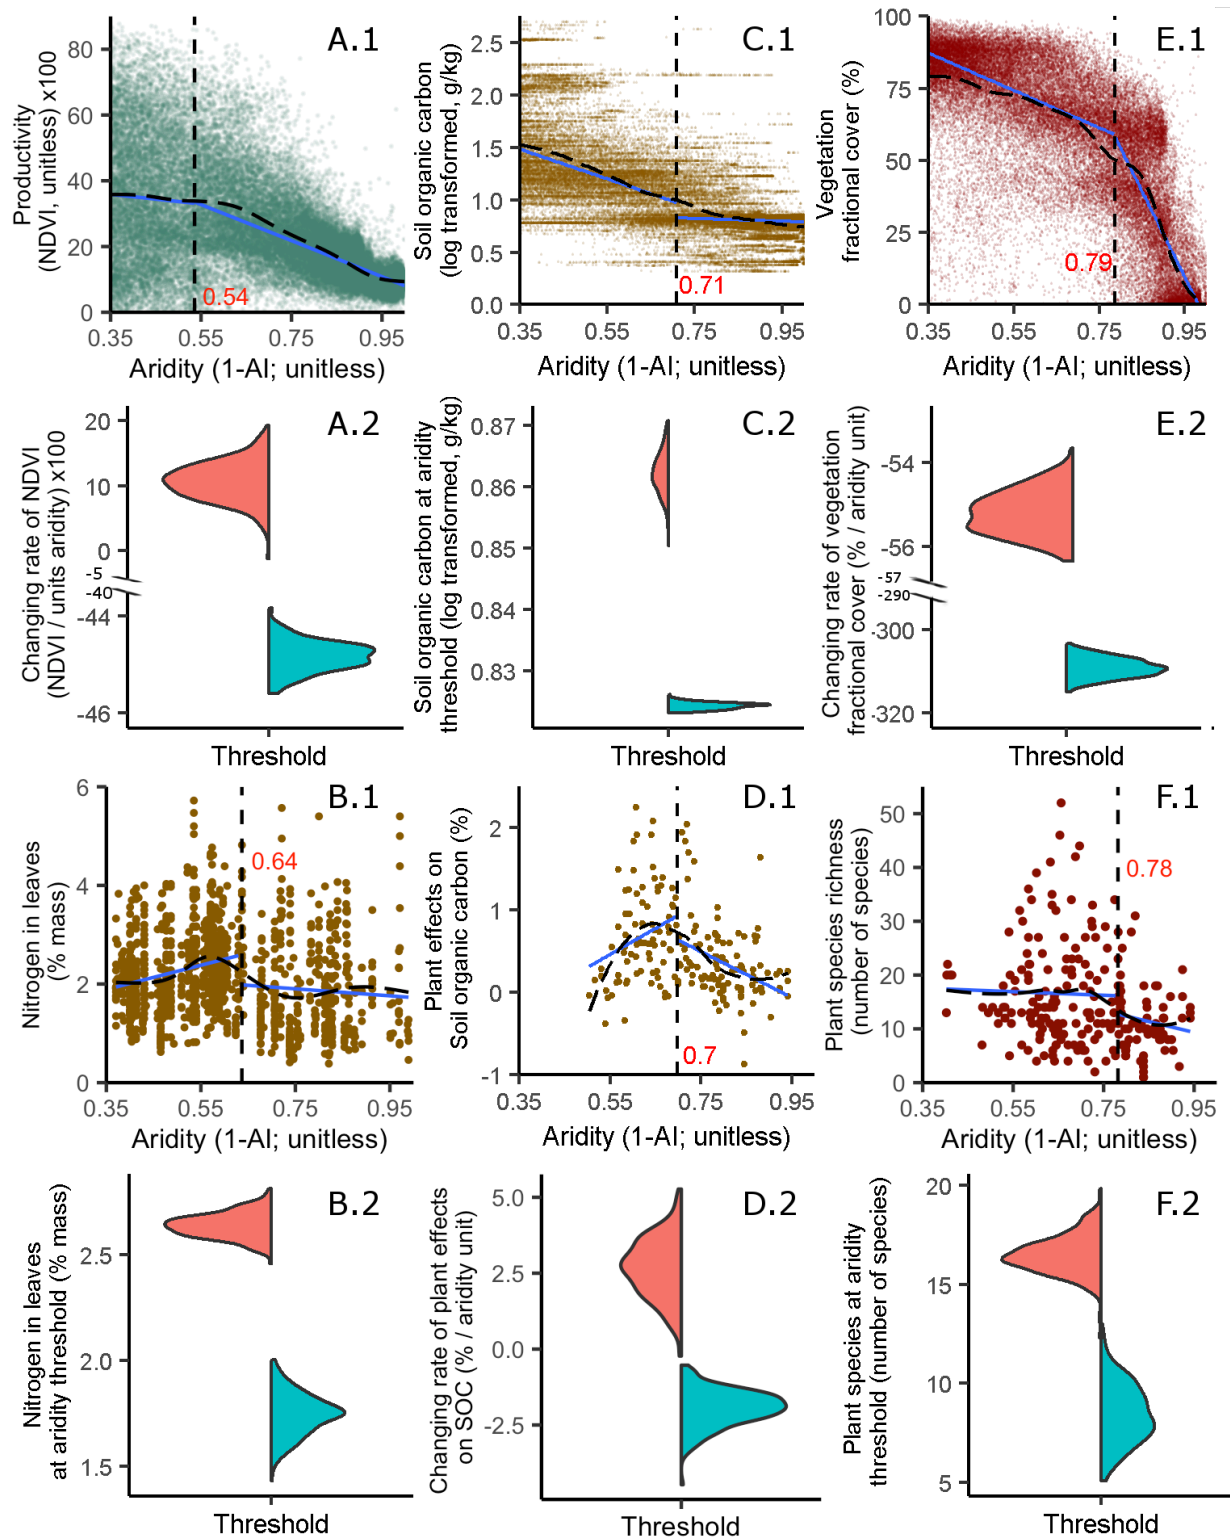 A.1
Productivity
(NDVI, unitless) x100
80
60
40
20
0
0.54
0.35
0.55
0.75
0.95
Aridity (1-AI; unitless)
C.1
Soil organic carbon
(log transformed, g/kg)
2.5
2.0
1.5
1.0
0.5
0.0
0.71
0.35
0.55
0.75
0.95
Aridity (1-AI; unitless)
E.1
Vegetation
fractional cover (%)
100
75
50
25
0
0.79
0.35
0.55
0.75
0.95
Aridity (1-AI; unitless)
A.2
Changing rate of NDVI
(NDVI / units aridity) x100
20
10
0
-5
-40
-44
-46
Threshold
C.2
Soil organic carbon at aridity
threshold (log transformed, g/kg)
0.87
0.86
0.85
0.84
0.83
Threshold
E.2
Changing rate of vegetation
fractional cover (% / aridity unit)
-54
-56
-57
-290
-300
-320
Threshold
B.1
Nitrogen in leaves
(% mass)
6
4
2
0
0.64
0.35
0.55
0.75
0.95
Aridity (1-AI; unitless)
D.1
Plant effects on
Soil organic carbon (%)
2
1
0
-1
0.7
0.35
0.55
0.75
0.95
Aridity (1-AI; unitless)
F.1
Plant species richness
(number of species)
50
40
30
20
10
0
0.78
0.35
0.55
0.75
0.95
Aridity (1-AI; unitless)
B.2
Nitrogen in leaves
at aridity threshold (% mass)
2.5
2.0
1.5
Threshold
D.2
Changing rate of plant effects
on SOC (% / aridity unit)
5.0
2.5
0.0
-2.5
Threshold
F.2
Plant species at aridity
threshold (number of species)
20
15
10
5
Threshold